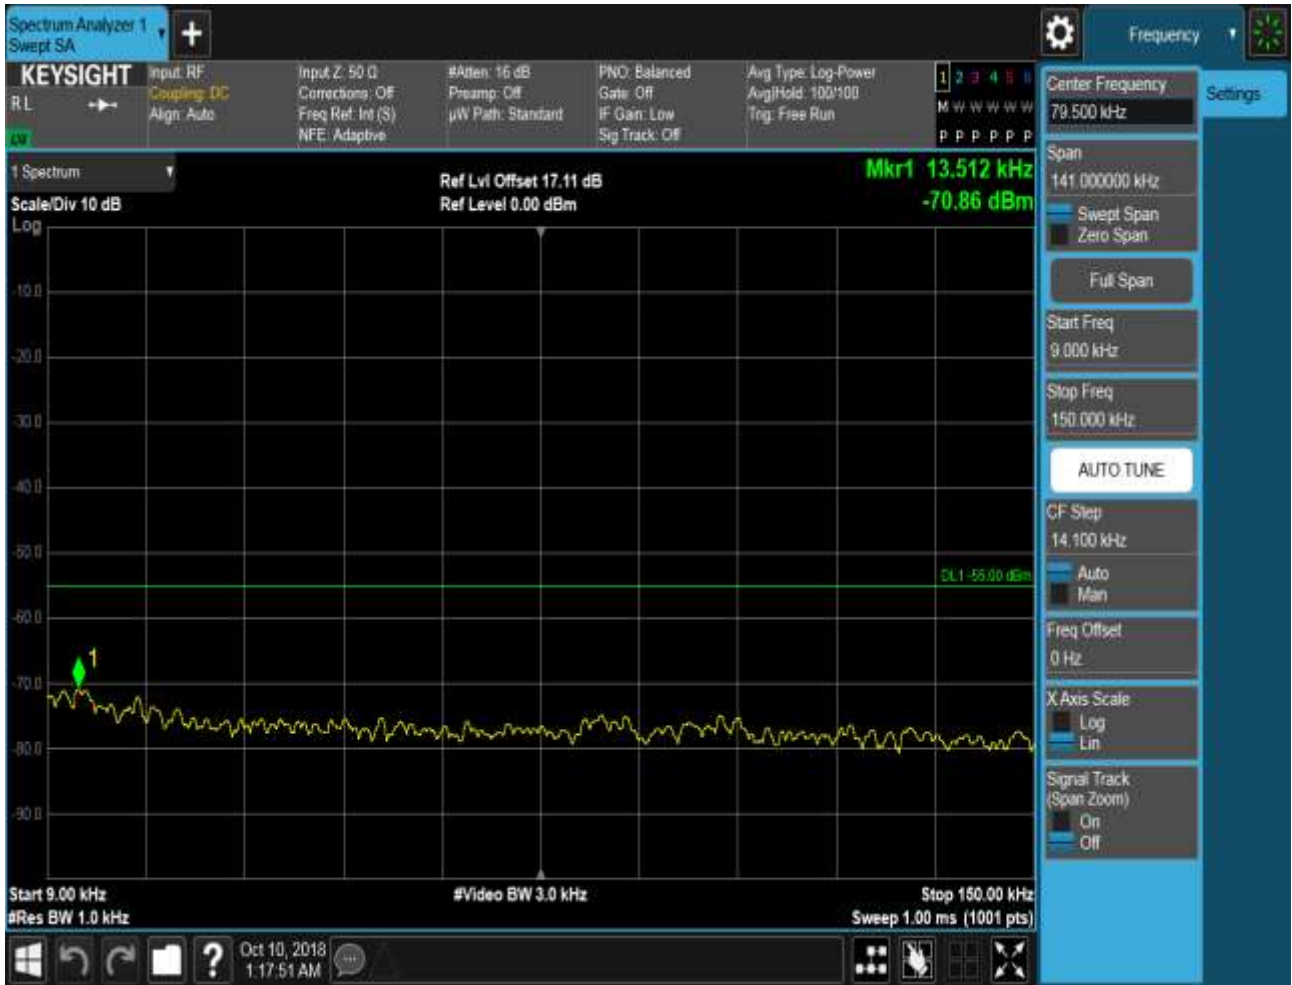 Spectrum Analyzer 1
Swept SA
+
Frequency
KEYSIGHT
RL
Input: RF
Coupling: DC
Align: Auto
Input Z: 50 Ω
Corrections: Off
Freq Ref: Int (S)
NFE: Adaptive
#Atten: 16 dB
Preamp: Off
µW Path: Standard
PNO: Balanced
Gate: Off
IF Gain: Low
Sig Track: Off
Avg Type: Log-Power
Avg|Hold: 100/100
Trig: Free Run
1 2 3 4 5 6
M W W W W W
P P P P P P
1 Spectrum
Scale/Div 10 dB
Log
Ref Lvl Offset 17.11 dB
Ref Level 0.00 dBm
Mkr1 13.512 kHz
-70.86 dBm
-10.0
-20.0
-30.0
-40.0
-50.0
DL1 -55.00 dBm
-60.0
1
-70.0
-80.0
-90.0
Start 9.00 kHz
#Res BW 1.0 kHz
#Video BW 3.0 kHz
Stop 150.00 kHz
Sweep 1.00 ms (1001 pts)
?
Oct 10, 2018
1:17:51 AM
Center Frequency
79.500 kHz
Settings
Span
141.000000 kHz
Swept Span
Zero Span
Full Span
Start Freq
9.000 kHz
Stop Freq
150.000 kHz
AUTO TUNE
CF Step
14.100 kHz
Auto
Man
Freq Offset
0 Hz
X Axis Scale
Log
Lin
Signal Track
(Span Zoom)
On
Off